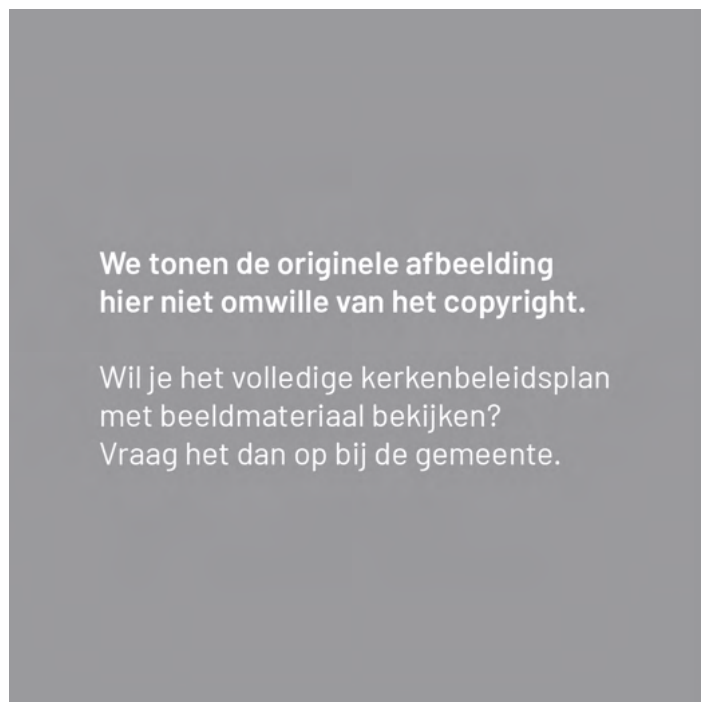 We tonen de originele afbeelding
hier niet omwille van het copyright.
Wil je het volledige kerkenbeleidsplan
met beeldmateriaal bekijken?
Vraag het dan op bij de gemeente.